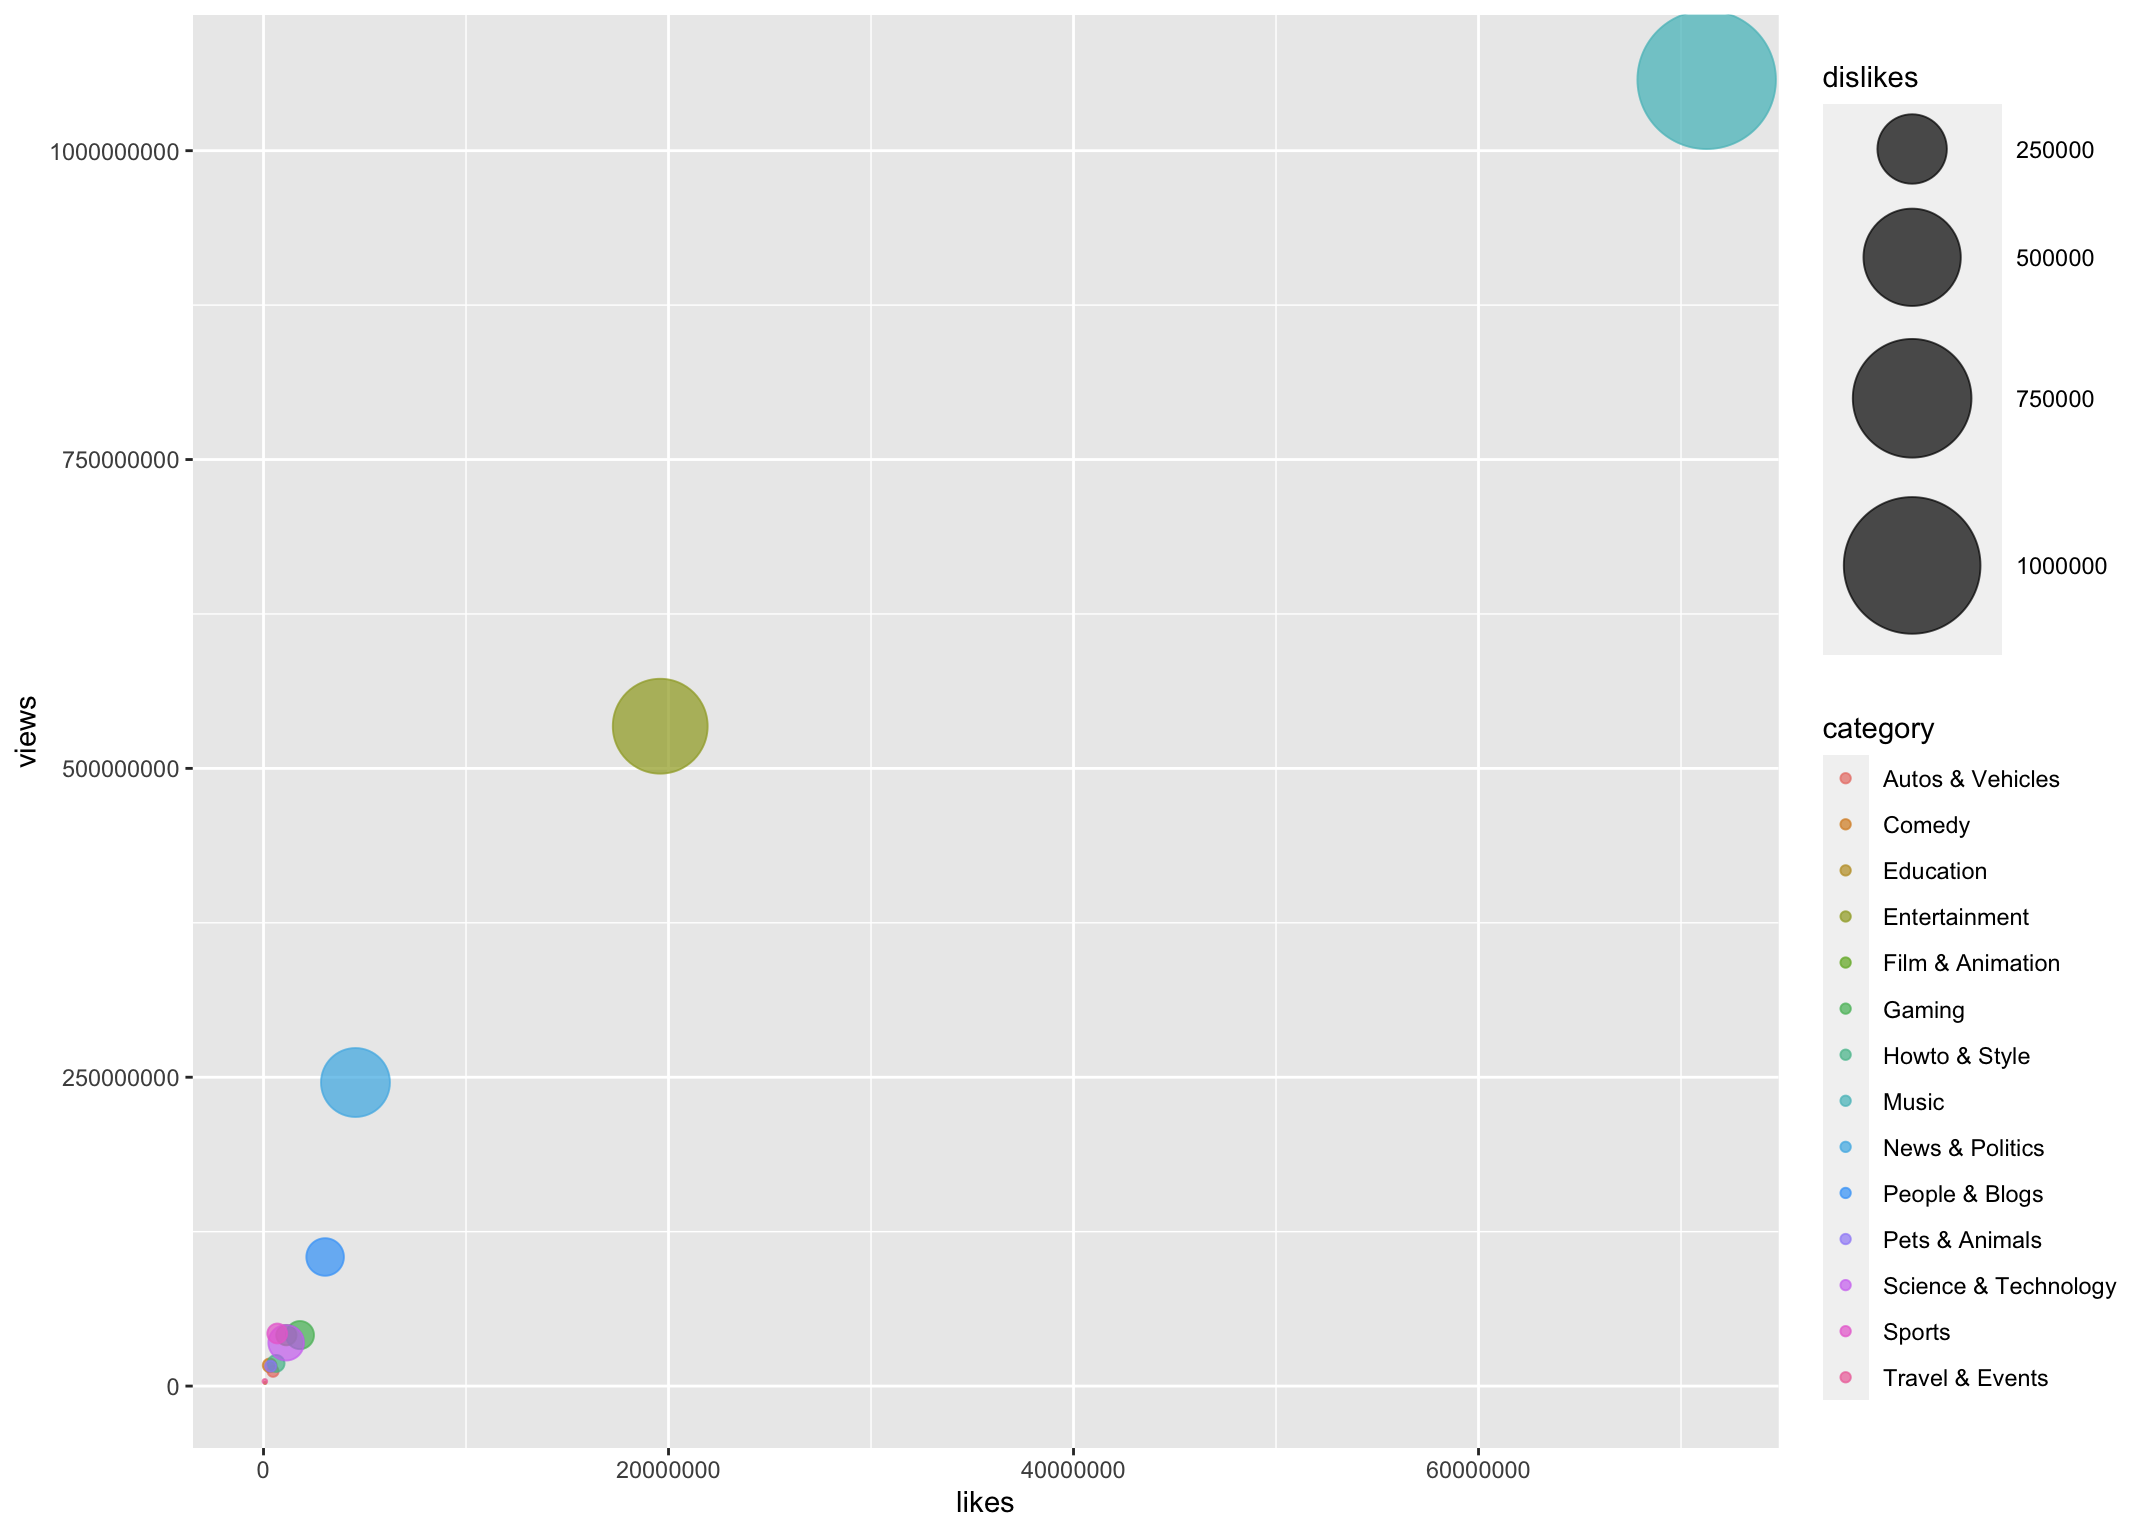 dislikes
250000
500000
750000
1000000
category
Autos & Vehicles
Comedy
Education
Entertainment
Film & Animation
Gaming
Howto & Style
Music
News & Politics
People & Blogs
Pets & Animals
Science & Technology
Sports
Travel & Events
views
1000000000
750000000
500000000
250000000
0
0
20000000
40000000
60000000
likes